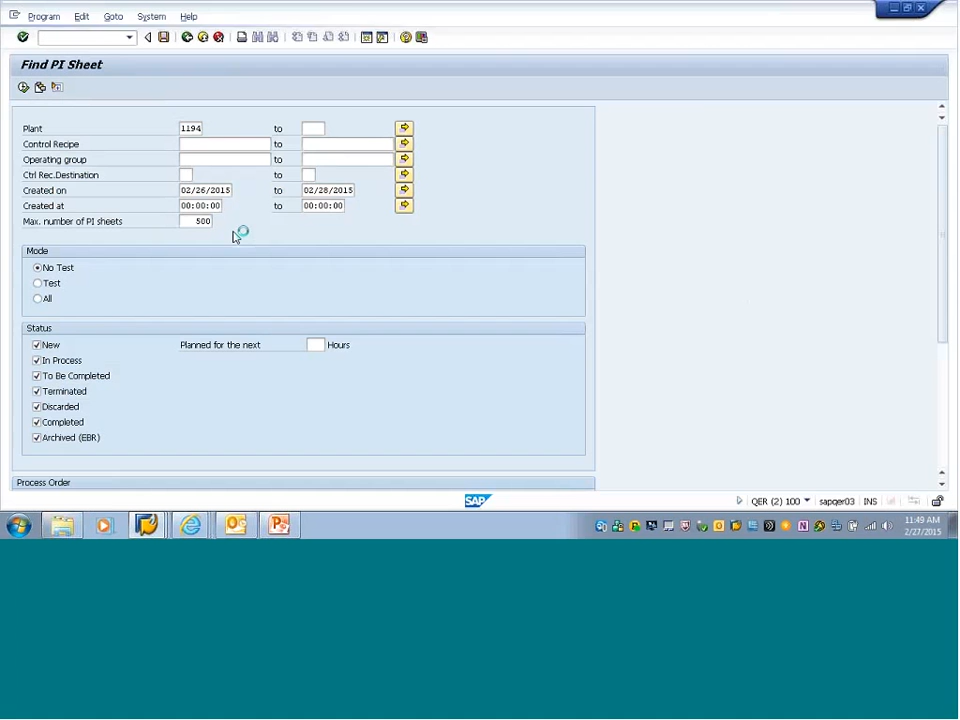 Program Edit Goto System Help
Find PI Sheet
Plant 1194 to
Control Recipe to
Operating group to
Ctrl Rec.Destination to
Created on 02/26/2015 to 02/28/2015
Created at 00:00:00 to 00:00:00
Max. number of PI sheets 500
Mode
No Test
Test
All
Status
New Planned for the next Hours
In Process
To Be Completed
Terminated
Discarded
Completed
Archived (EBR)
Process Order
SAP
QER (2) 100 sapqer03 INS
11:49 AM
2/27/2015